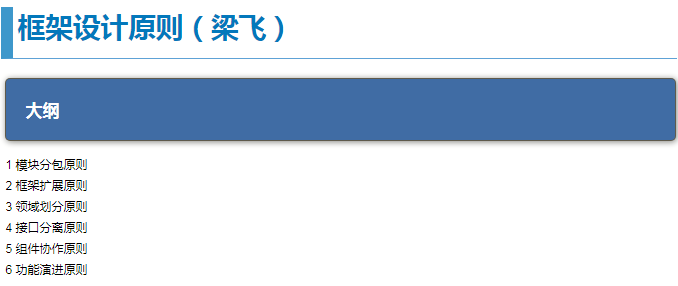 框架设计原则（梁飞）
大纲
1 模块分包原则
2 框架扩展原则
3 领域划分原则
4 接口分离原则
5 组件协作原则
6 功能演进原则